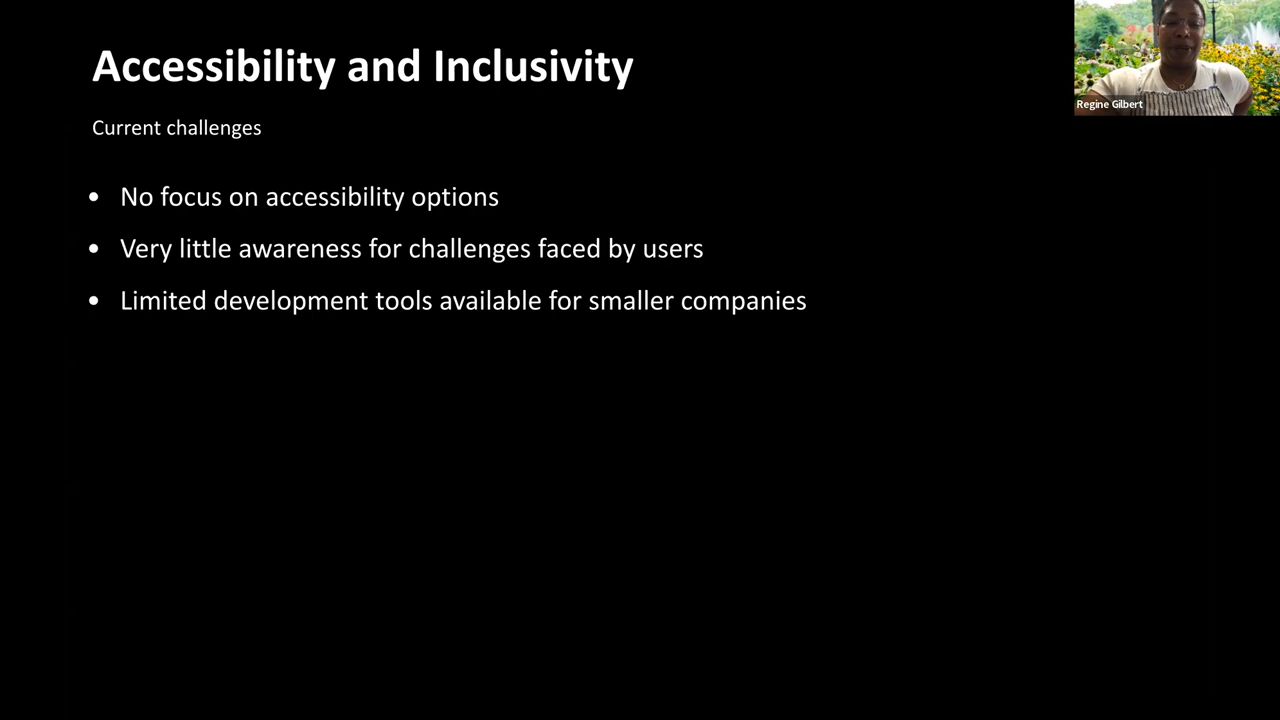 Accessibility and Inclusivity
Current challenges
• No focus on accessibility options
• Very little awareness for challenges faced by users
• Limited development tools available for smaller companies
Regine Gilbert